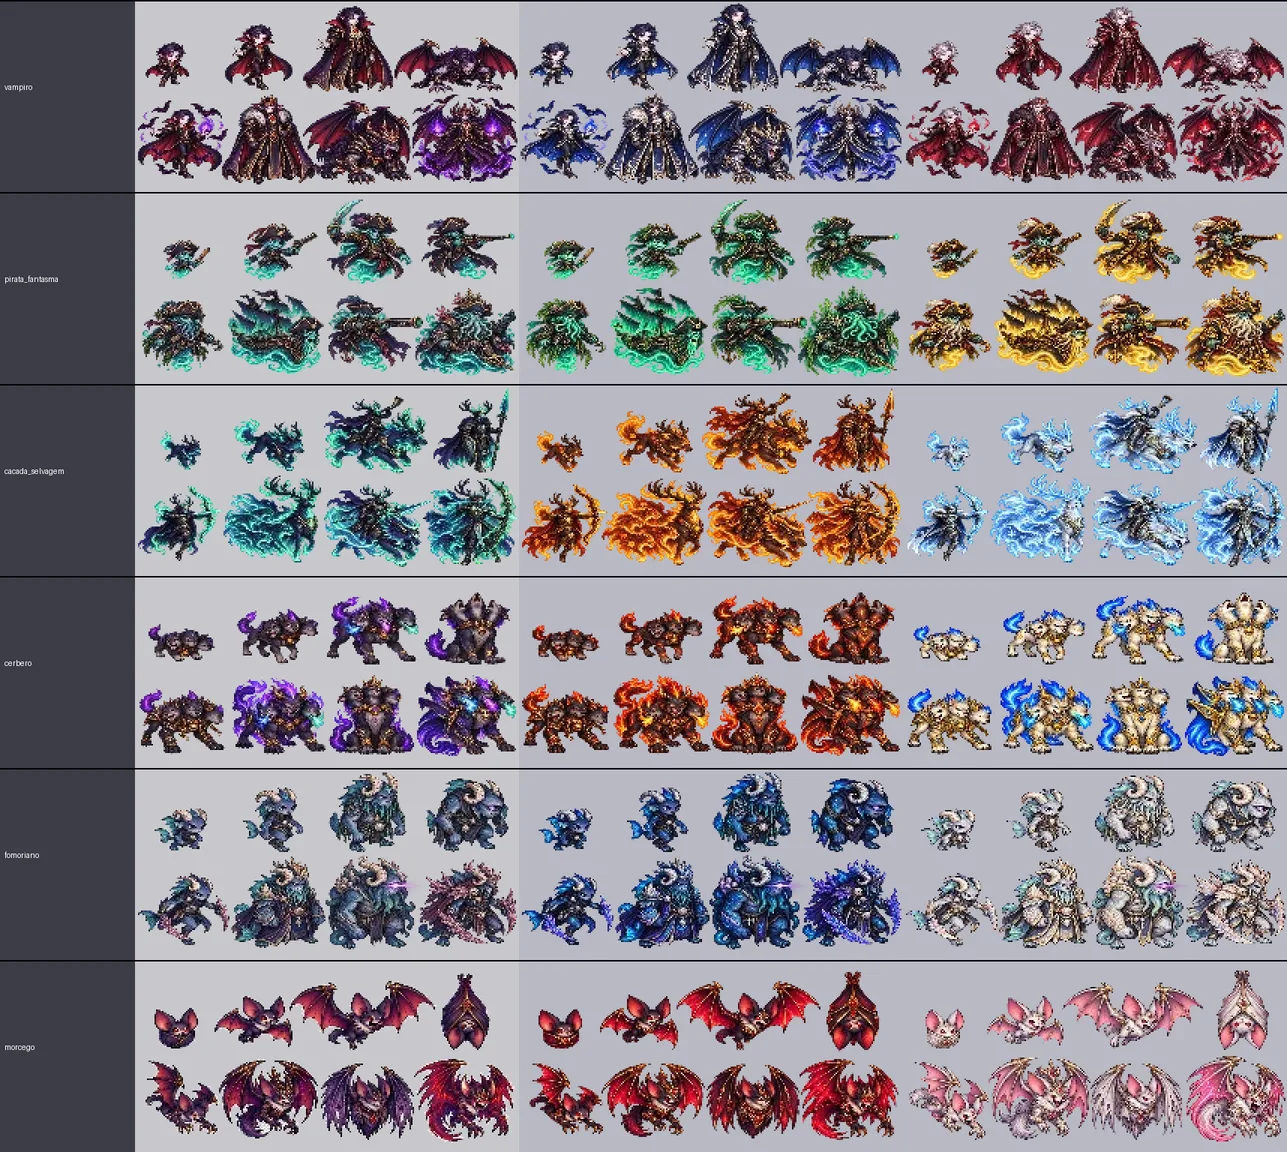 vampiro
pirata_fantasma
cacada_selvagem
cerbero
fomoriano
morcego